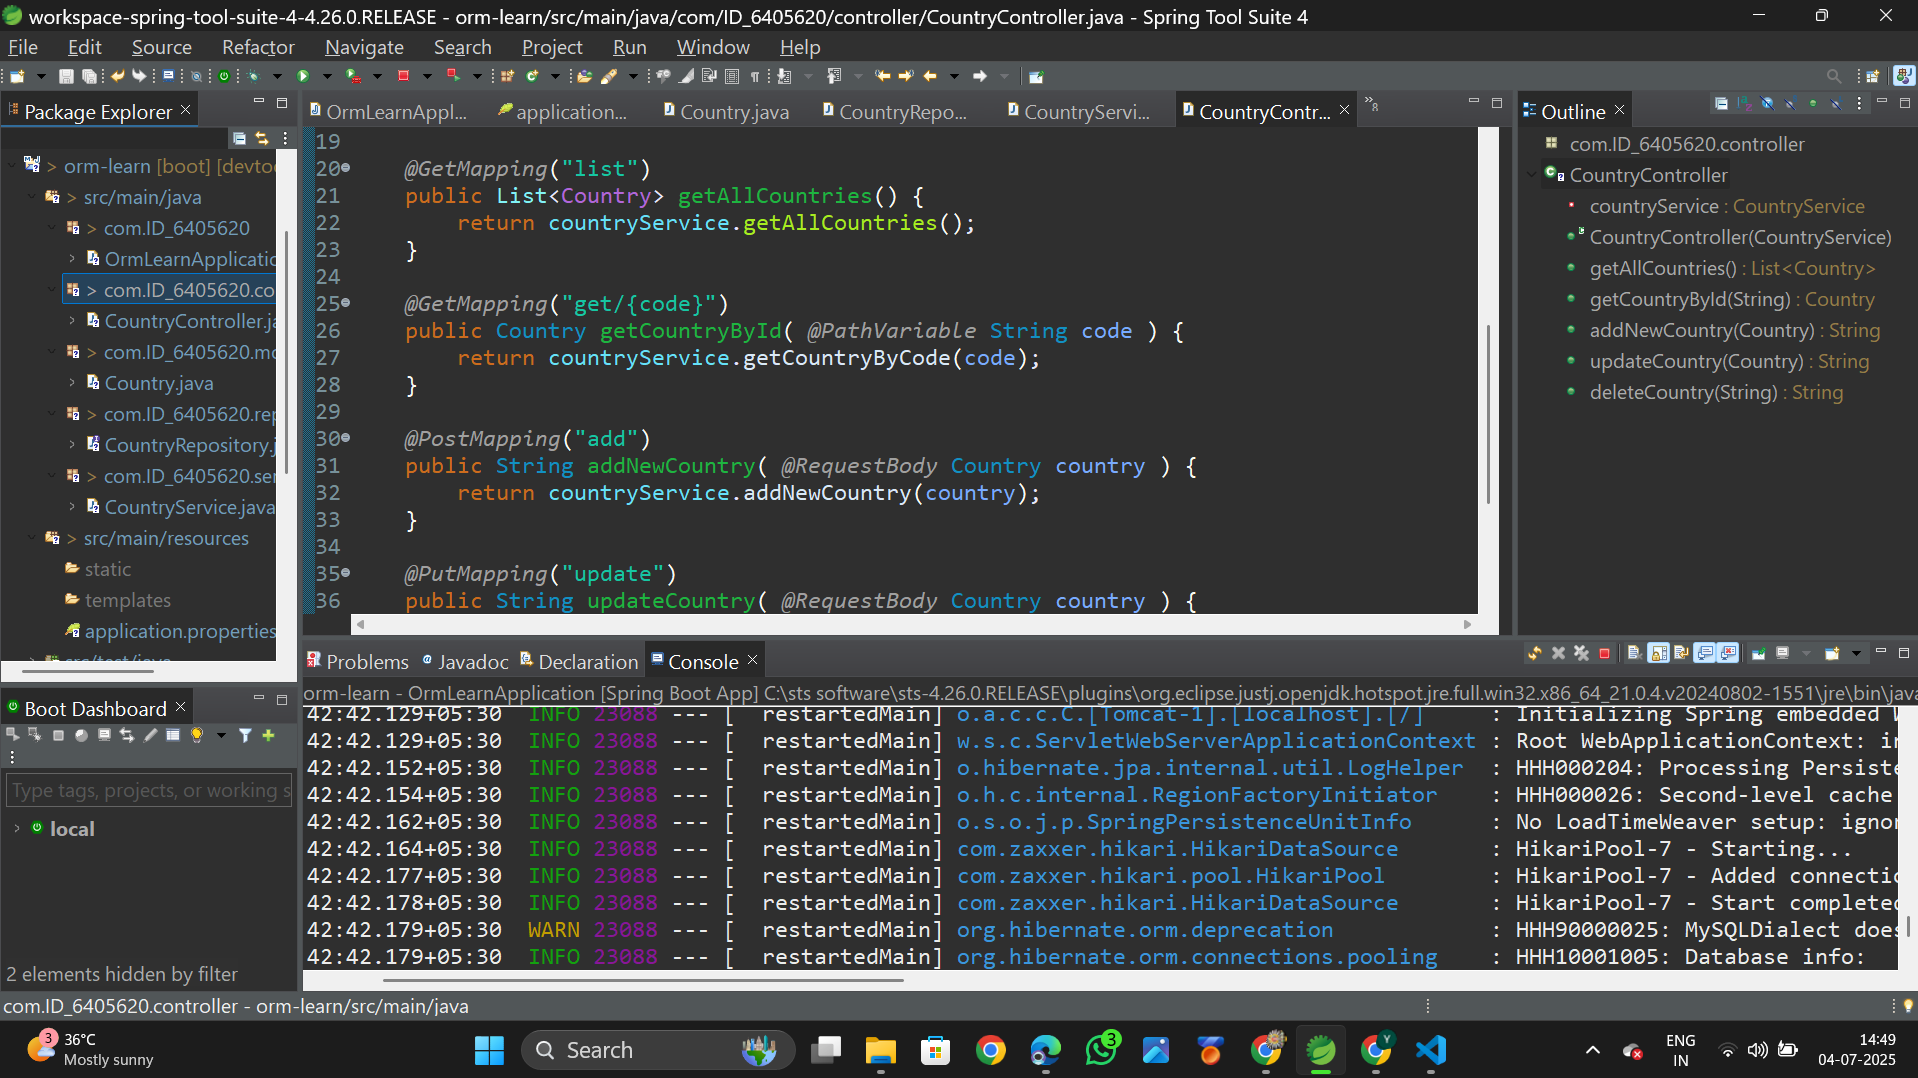 workspace-spring-tool-suite-4-4.26.0.RELEASE - orm-learn/src/main/java/com/ID_6405620/controller/CountryController.java - Spring Tool Suite 4
File Edit Source Refactor Navigate Search Project Run Window Help
Package Explorer
orm-learn [boot] [devtoo
src/main/java
com.ID_6405620
OrmLearnApplicatio
com.ID_6405620.co
CountryController.ja
com.ID_6405620.mo
Country.java
com.ID_6405620.rep
CountryRepository.j
com.ID_6405620.ser
CountryService.java
src/main/resources
static
templates
application.properties
src/test/java
Boot Dashboard
Type tags, projects, or working s
local
2 elements hidden by filter
OrmLearnAppl... application... Country.java CountryRepo... CountryServi... CountryContr... »8
19
20 @GetMapping("list")
21 public List<Country> getAllCountries() {
22 return countryService.getAllCountries();
23 }
24
25 @GetMapping("get/{code}")
26 public Country getCountryById( @PathVariable String code ) {
27 return countryService.getCountryByCode(code);
28 }
29
30 @PostMapping("add")
31 public String addNewCountry( @RequestBody Country country ) {
32 return countryService.addNewCountry(country);
33 }
34
35 @PutMapping("update")
36 public String updateCountry( @RequestBody Country country ) {
Outline
com.ID_6405620.controller
CountryController
countryService : CountryService
CountryController(CountryService)
getAllCountries() : List<Country>
getCountryById(String) : Country
addNewCountry(Country) : String
updateCountry(Country) : String
deleteCountry(String) : String
Problems Javadoc Declaration Console
orm-learn - OrmLearnApplication [Spring Boot App] C:\sts software\sts-4.26.0.RELEASE\plugins\org.eclipse.justj.openjdk.hotspot.jre.full.win32.x86_64_21.0.4.v20240802-1551\jre\bin\java
42:42.129+05:30 INFO 23088 --- [ restartedMain] o.a.c.c.C.[Tomcat-1].[localhost].[/] : Initializing Spring embedded W
42:42.129+05:30 INFO 23088 --- [ restartedMain] w.s.c.ServletWebServerApplicationContext : Root WebApplicationContext: in
42:42.152+05:30 INFO 23088 --- [ restartedMain] o.hibernate.jpa.internal.util.LogHelper : HHH000204: Processing Persiste
42:42.154+05:30 INFO 23088 --- [ restartedMain] o.h.c.internal.RegionFactoryInitiator : HHH000026: Second-level cache
42:42.162+05:30 INFO 23088 --- [ restartedMain] o.s.o.j.p.SpringPersistenceUnitInfo : No LoadTimeWeaver setup: ignor
42:42.164+05:30 INFO 23088 --- [ restartedMain] com.zaxxer.hikari.HikariDataSource : HikariPool-7 - Starting...
42:42.177+05:30 INFO 23088 --- [ restartedMain] com.zaxxer.hikari.pool.HikariPool : HikariPool-7 - Added connectio
42:42.178+05:30 INFO 23088 --- [ restartedMain] com.zaxxer.hikari.HikariDataSource : HikariPool-7 - Start completed
42:42.179+05:30 WARN 23088 --- [ restartedMain] org.hibernate.orm.deprecation : HHH90000025: MySQLDialect does
42:42.179+05:30 INFO 23088 --- [ restartedMain] org.hibernate.orm.connections.pooling : HHH10001005: Database info:
com.ID_6405620.controller - orm-learn/src/main/java
3
36°C
Mostly sunny
Search
3
Y
ENG
IN
14:49
04-07-2025